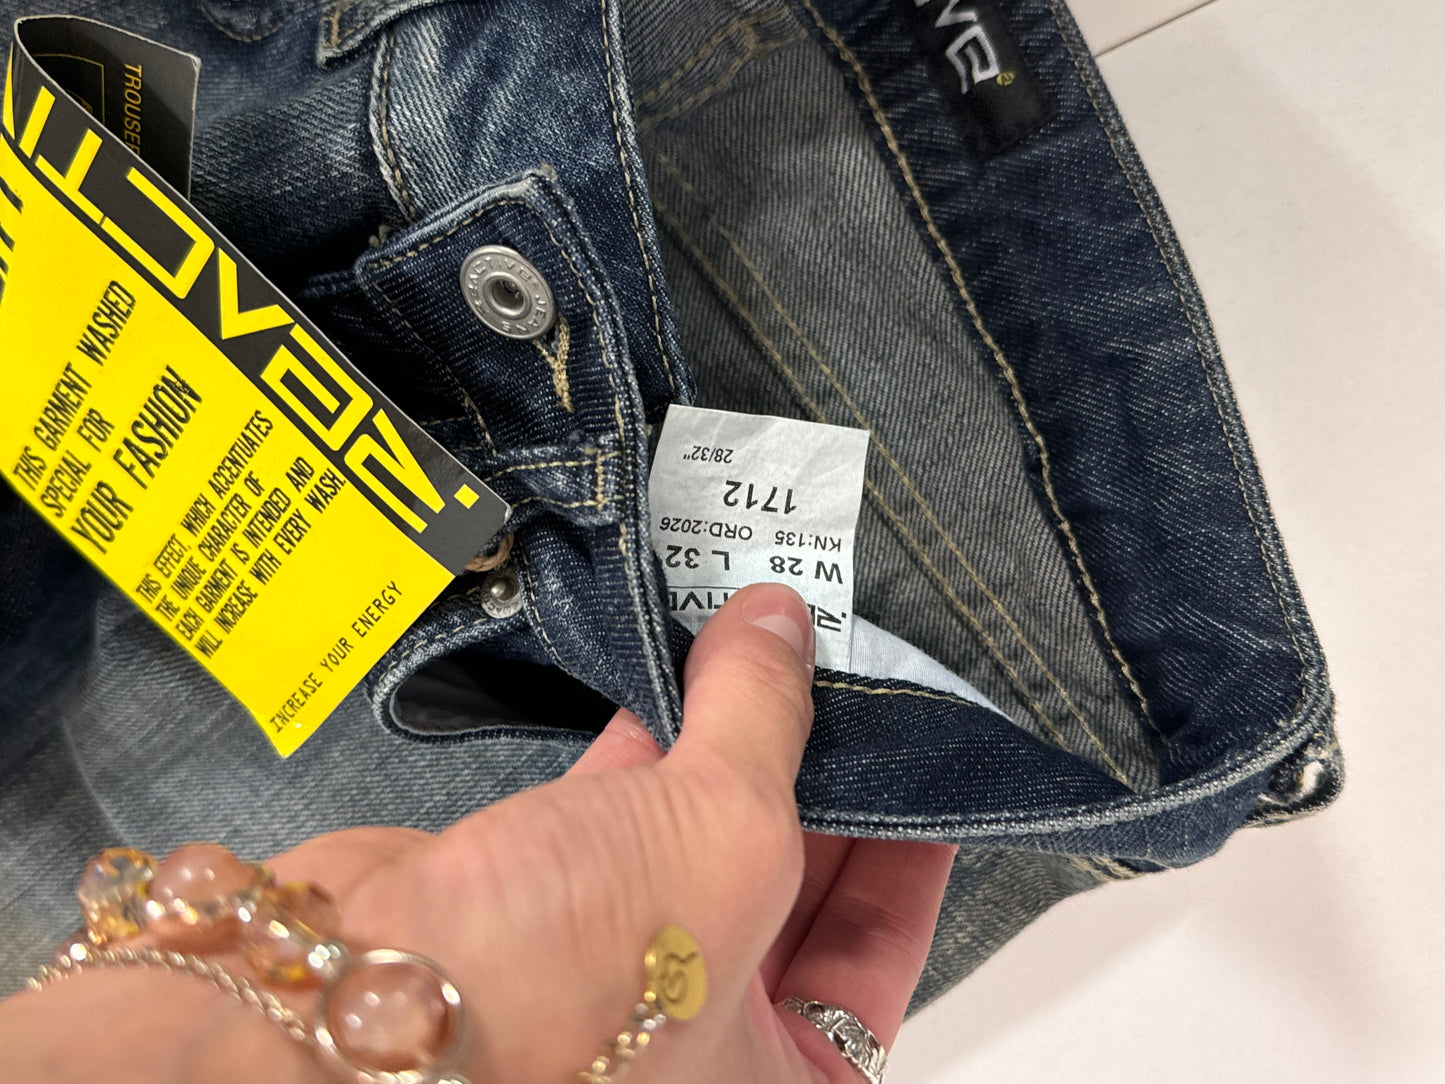 TROUSER
THIS GARMENT WASHED
SPECIAL FOR
YOUR FASHION
THIS EFFECT, WHICH ACCENTUATES
THE UNIQUE CHARACTER OF
EACH GARMENT IS INTENDED AND
WILL INCREASE WITH EVERY WASH.
INCREASE YOUR ENERGY
JEANS
W 28 L 32
KN:135 ORD:2026
1712
28/32"